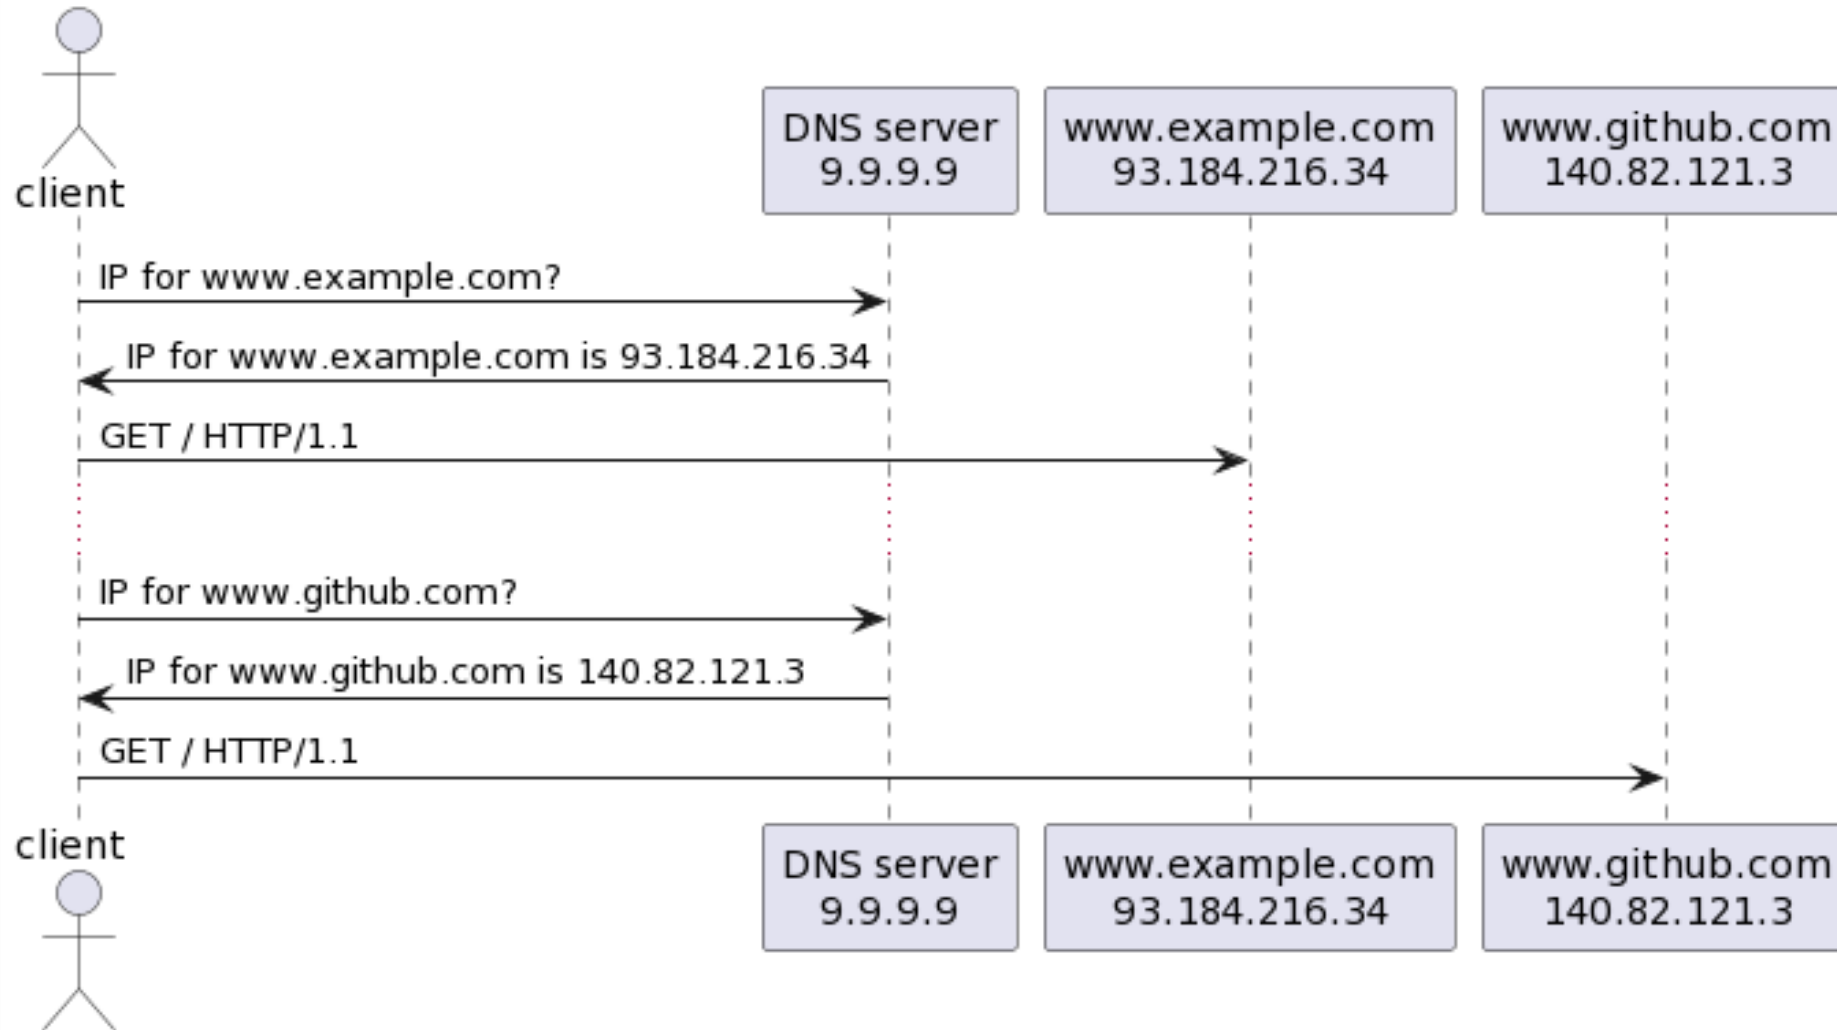 client
DNS server
9.9.9.9
www.example.com
93.184.216.34
www.github.com
140.82.121.3
IP for www.example.com?
IP for www.example.com is 93.184.216.34
GET / HTTP/1.1
IP for www.github.com?
IP for www.github.com is 140.82.121.3
GET / HTTP/1.1
client
DNS server
9.9.9.9
www.example.com
93.184.216.34
www.github.com
140.82.121.3